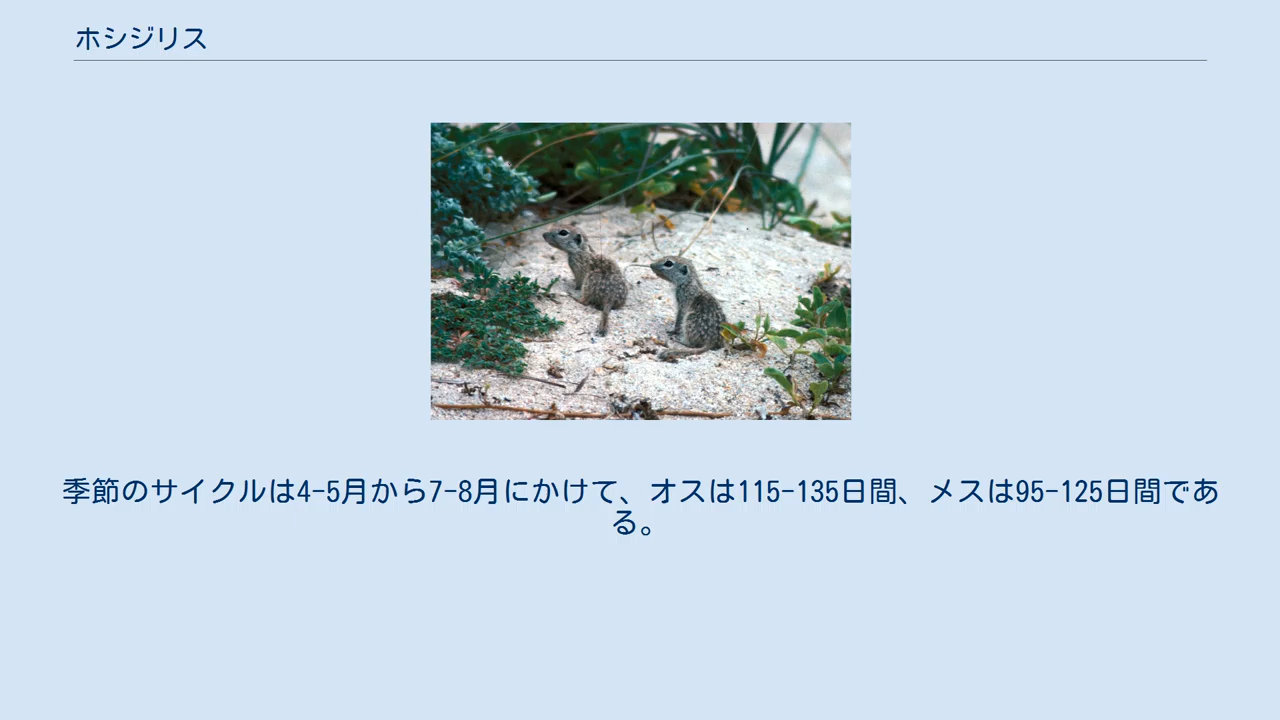 ホシジリス
季節のサイクルは4-5月から7-8月にかけて、オスは115-135日間、メスは95-125日間であ
る。